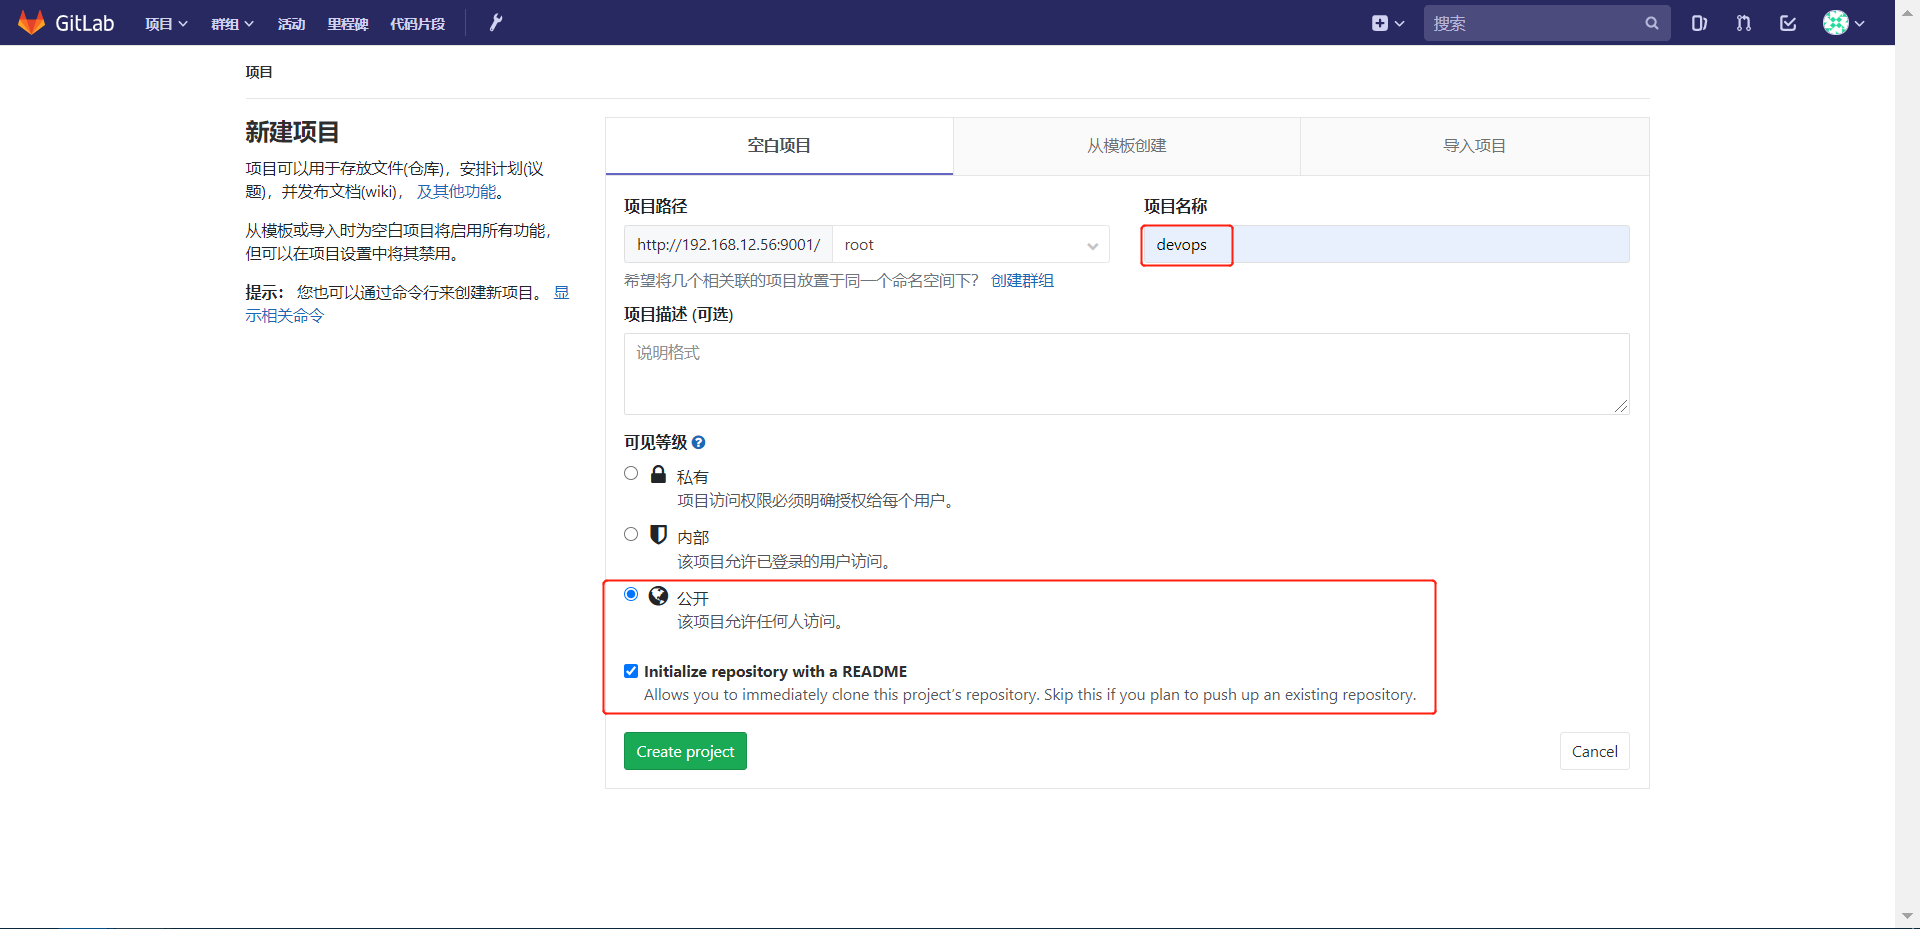 GitLab 项目 群组 活动 里程碑 代码片段 搜索
项目
新建项目
项目可以用于存放文件(仓库)，安排计划(议
题)，并发布文档(wiki)， 及其他功能。
从模板或导入时为空白项目将启用所有功能，
但可以在项目设置中将其禁用。
提示： 您也可以通过命令行来创建新项目。 显
示相关命令
空白项目 从模板创建 导入项目
项目路径 项目名称
http://192.168.12.56:9001/ root devops
希望将几个相关联的项目放置于同一个命名空间下？ 创建群组
项目描述 (可选)
说明格式
可见等级
私有
项目访问权限必须明确授权给每个用户。
内部
该项目允许已登录的用户访问。
公开
该项目允许任何人访问。
Initialize repository with a README
Allows you to immediately clone this project’s repository. Skip this if you plan to push up an existing repository.
Create project Cancel